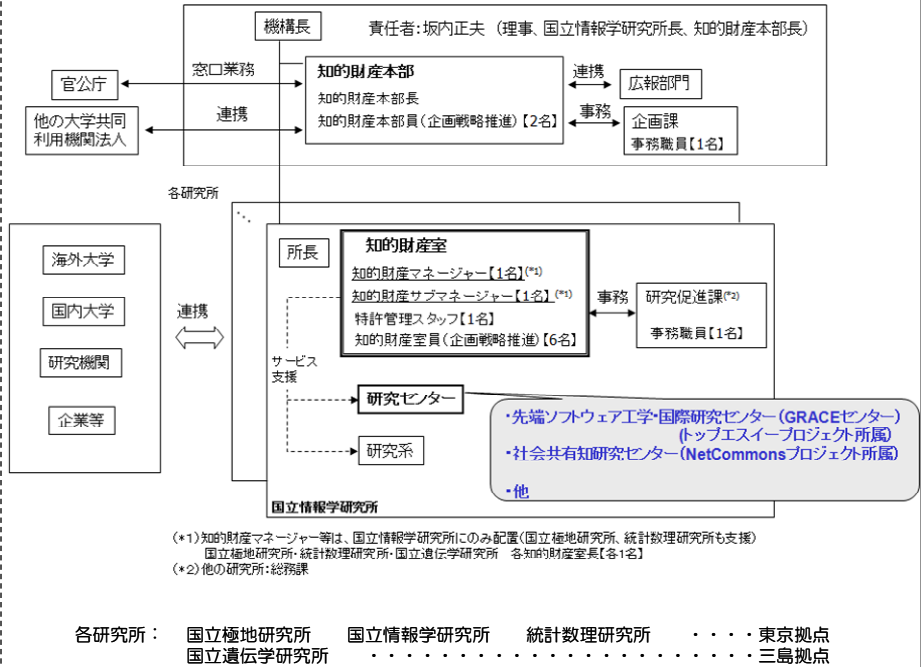 機構長
責任者：坂内正夫（理事、国立情報学研究所長、知的財産本部長）
官公庁
窓口業務
知的財産本部
知的財産本部長
知的財産本部員（企画戦略推進）【2名】
連携
広報部門
他の大学共同
利用機関法人
連携
事務
企画課
事務職員【1名】
各研究所
海外大学
国内大学
研究機関
企業等
連携
所長
知的財産室
知的財産マネージャー【1名】(*1)
知的財産サブマネージャー【1名】(*1)
特許管理スタッフ【1名】
知的財産室員（企画戦略推進）【6名】
事務
研究促進課(*2)
事務職員【1名】
サービス
支援
研究センター
研究系
・先端ソフトウェア工学・国際研究センター（GRACEセンター）
(トップエスイープロジェクト所属)
・社会共有知研究センター（NetCommonsプロジェクト所属）
・他
国立情報学研究所
（*1）知的財産マネージャー等は、国立情報学研究所にのみ配置（国立極地研究所、統計数理研究所も支援）
国立極地研究所・統計数理研究所・国立遺伝学研究所　各知的財産室長【各1名】
（*2）他の研究所：総務課
各研究所：　国立極地研究所　国立情報学研究所　統計数理研究所　・・・・東京拠点
国立遺伝学研究所　・・・・・・・・・・・・・・・・・・・・・・・三島拠点